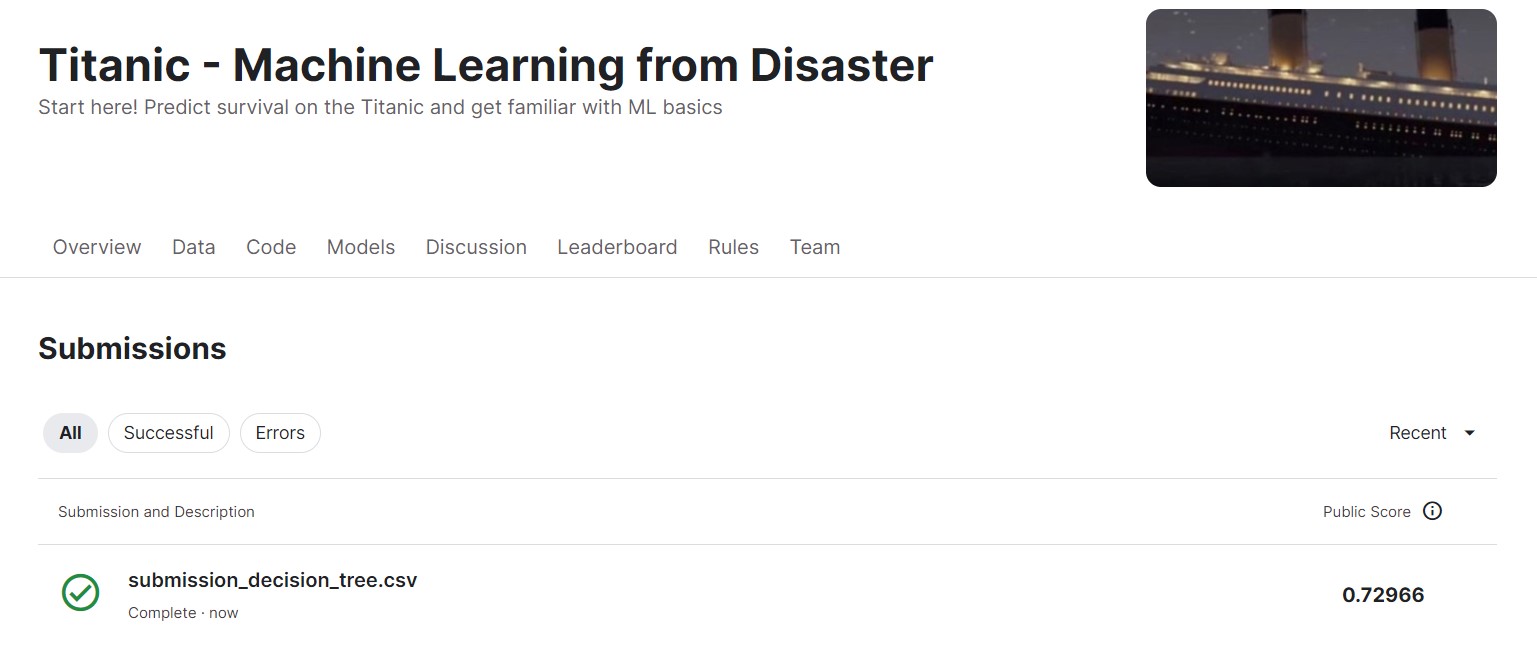 Titanic - Machine Learning from Disaster
Start here! Predict survival on the Titanic and get familiar with ML basics
Overview Data Code Models Discussion Leaderboard Rules Team
Submissions
All Successful Errors Recent
Submission and Description Public Score
submission_decision_tree.csv
Complete · now
0.72966